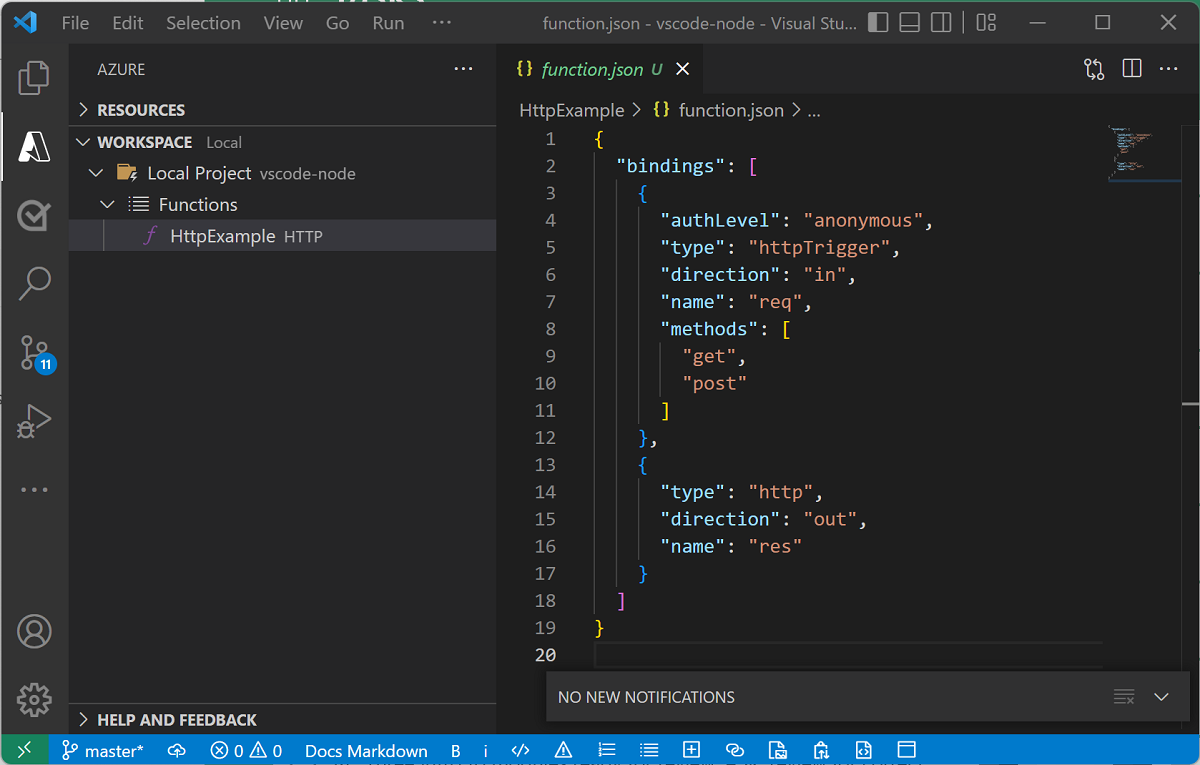 File Edit Selection View Go Run ··· function.json - vscode-node - Visual Stu...
AZURE ···
RESOURCES
WORKSPACE Local
Local Project vscode-node
Functions
f HttpExample HTTP
HELP AND FEEDBACK
11
{} function.json U
HttpExample > {} function.json > ...
1 {
2 "bindings": [
3 {
4 "authLevel": "anonymous",
5 "type": "httpTrigger",
6 "direction": "in",
7 "name": "req",
8 "methods": [
9 "get",
10 "post"
11 ]
12 },
13 {
14 "type": "http",
15 "direction": "out",
16 "name": "res"
17 }
18 ]
19 }
20
NO NEW NOTIFICATIONS
master* 0 0 Docs Markdown B i